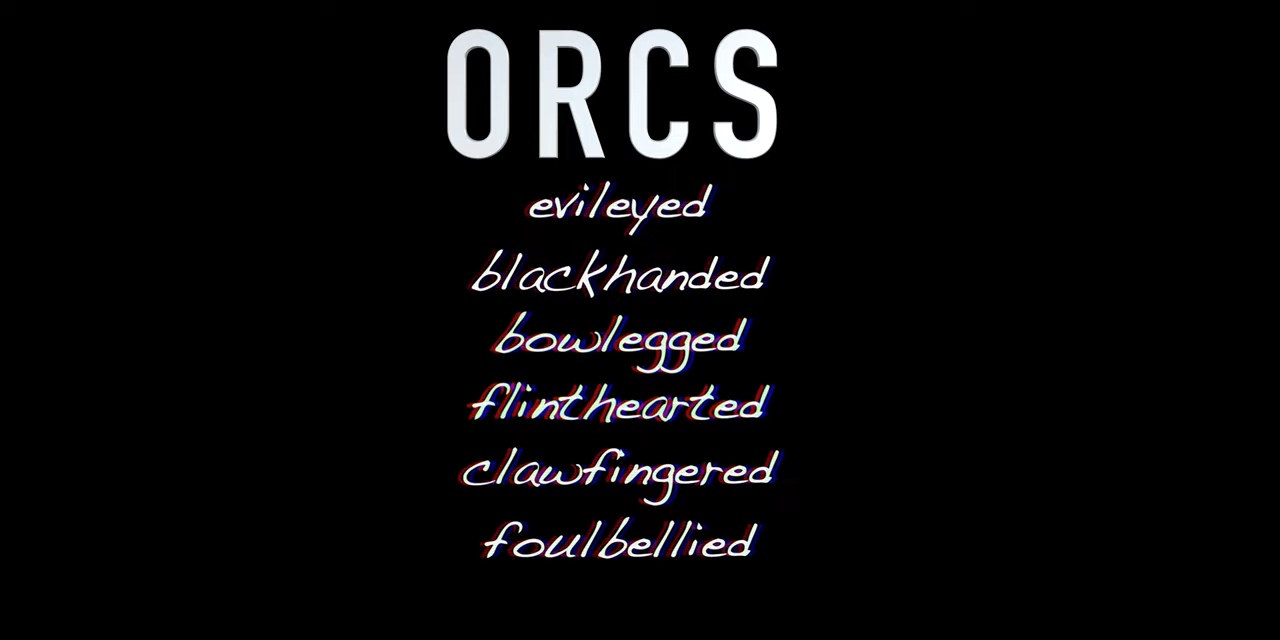 ORCS
evileyed
blackhanded
bowlegged
flinthearted
clawfingered
foulbellied